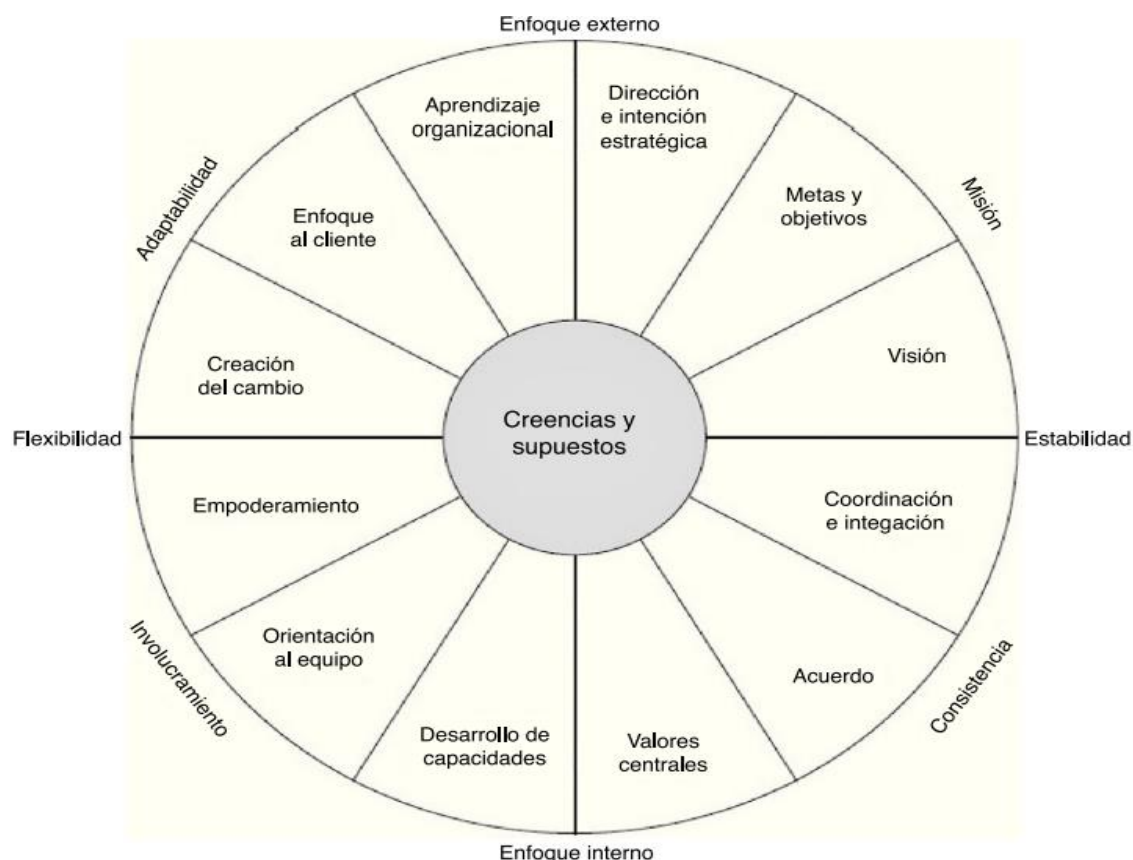 Enfoque externo
Aprendizaje
organizacional
Dirección
e intención
estratégica
Adaptabilidad
Enfoque
al cliente
Metas y
objetivos
Misión
Creación
del cambio
Visión
Creencias y
supuestos
Flexibilidad
Estabilidad
Empoderamiento
Coordinación
e integación
Involucramiento
Orientación
al equipo
Acuerdo
Consistencia
Desarrollo de
capacidades
Valores
centrales
Enfoque interno